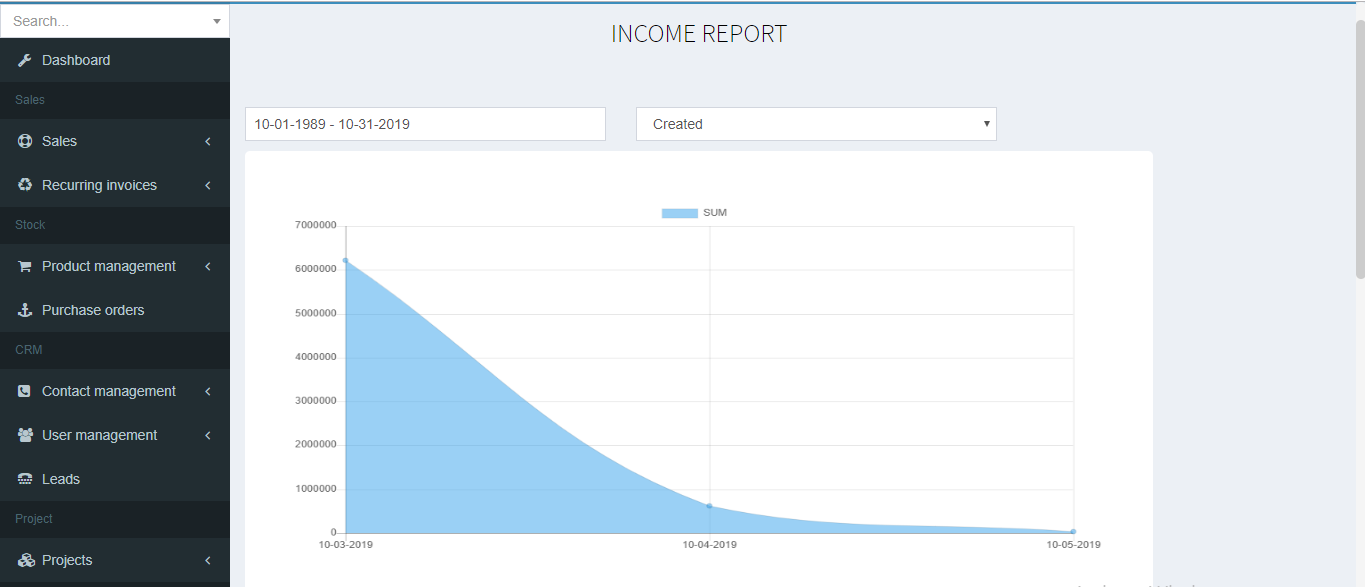 Search...
Dashboard
Sales
Sales
Recurring invoices
Stock
Product management
Purchase orders
CRM
Contact management
User management
Leads
Project
Projects
INCOME REPORT
10-01-1989 - 10-31-2019
Created
SUM
7000000
6000000
5000000
4000000
3000000
2000000
1000000
0
10-03-2019 10-04-2019 10-05-2019